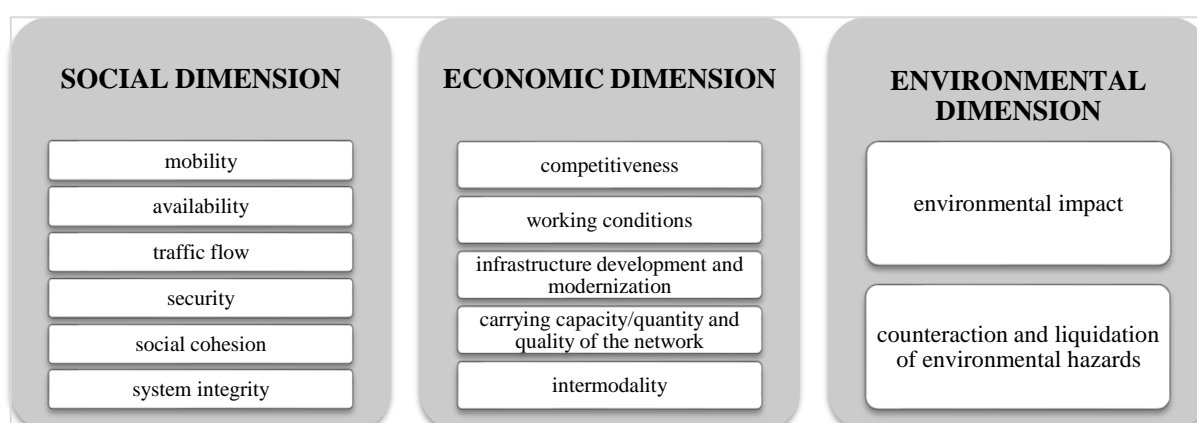 SOCIAL DIMENSION
mobility
availability
traffic flow
security
social cohesion
system integrity
ECONOMIC DIMENSION
competitiveness
working conditions
infrastructure development and
modernization
carrying capacity/quantity and
quality of the network
intermodality
ENVIRONMENTAL
DIMENSION
environmental impact
counteraction and liquidation
of environmental hazards